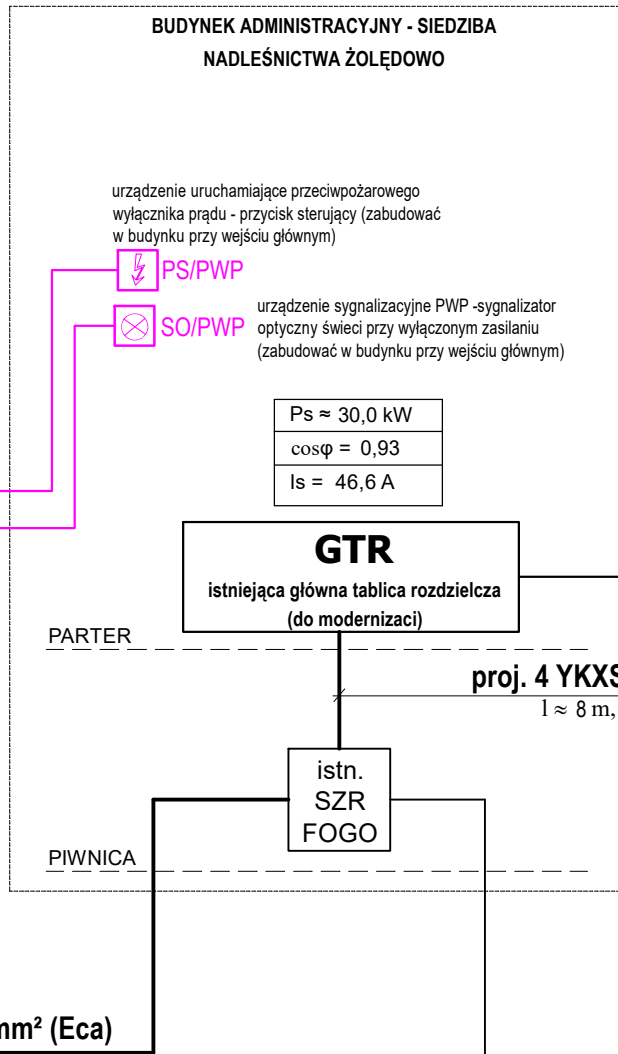 BUDYNEK ADMINISTRACYJNY - SIEDZIBA
NADLEŚNICTWA ŻOLĘDOWO
urządzenie uruchamiające przeciwpożarowego
wyłącznika prądu - przycisk sterujący (zabudować
w budynku przy wejściu głównym)
PS/PWP
SO/PWP
urządzenie sygnalizacyjne PWP -sygnalizator
optyczny świeci przy wyłączonym zasilaniu
(zabudować w budynku przy wejściu głównym)
Ps ≈ 30,0 kW
cosφ = 0,93
Is = 46,6 A
GTR
istniejąca główna tablica rozdzielcza
(do modernizaci)
PARTER
proj. 4 YKXS
l ≈ 8 m,
istn.
SZR
FOGO
PIWNICA
mm² (Eca)